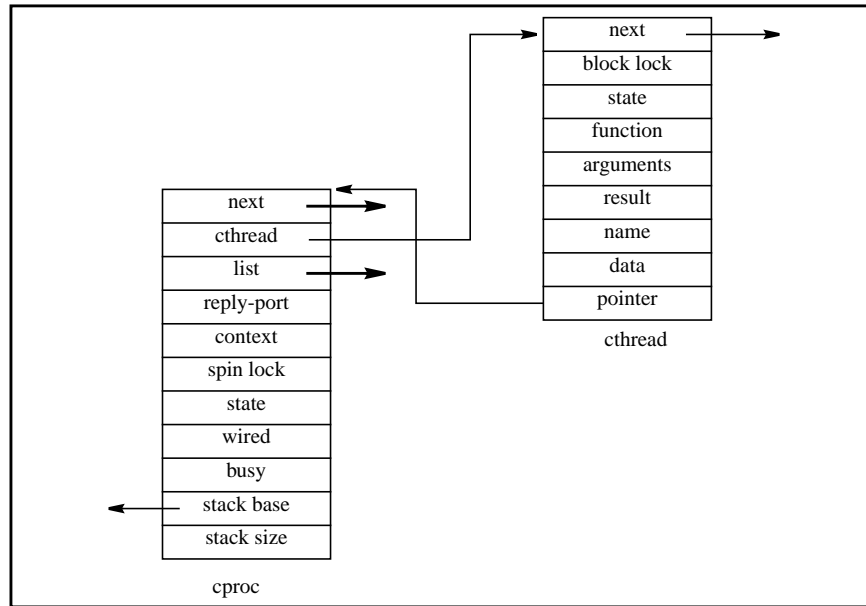 next
block lock
state
function
arguments
result
name
data
pointer
cthread
next
cthread
list
reply-port
context
spin lock
state
wired
busy
stack base
stack size
cproc